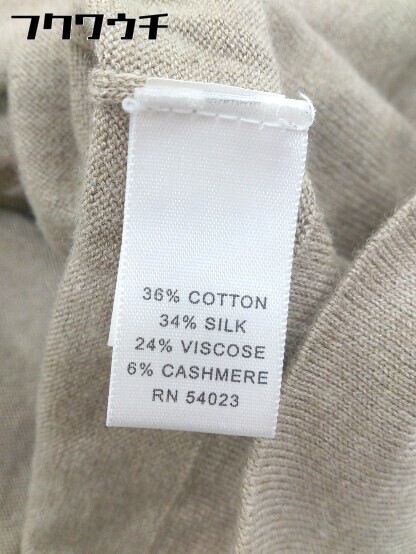 フクワウチ
36% COTTON
34% SILK
24% VISCOSE
6% CASHMERE
RN 54023